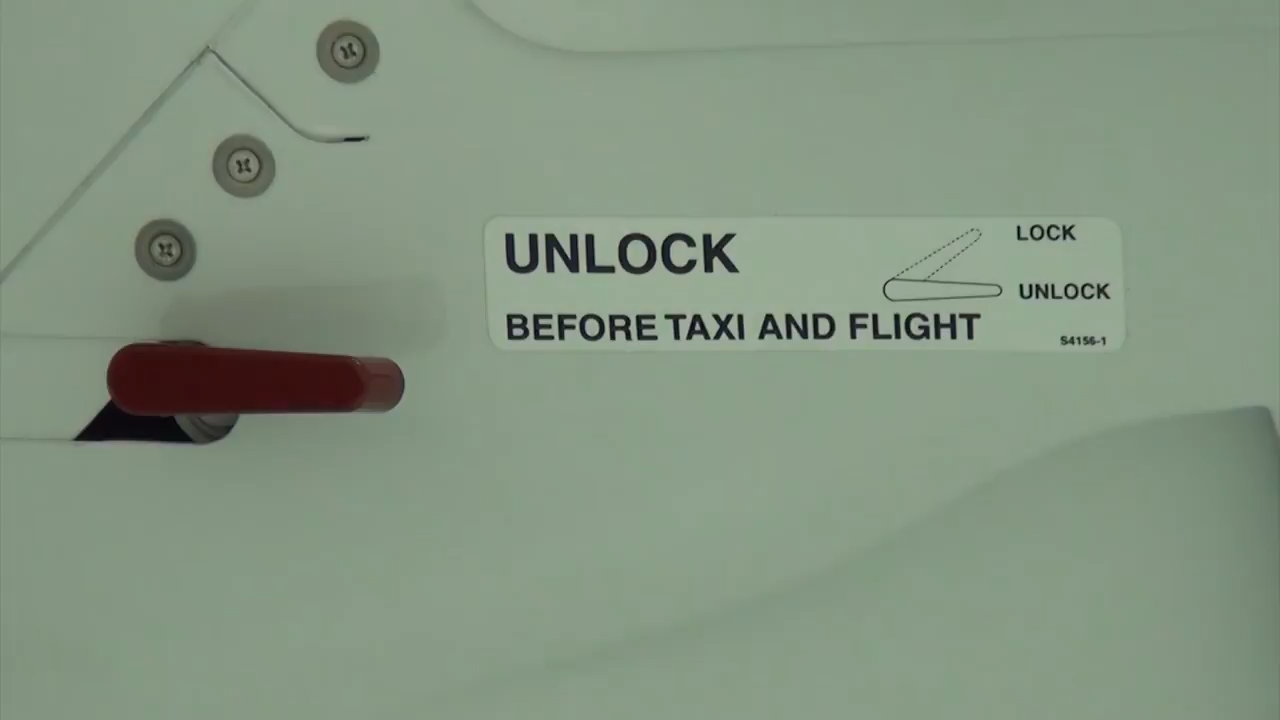 UNLOCK
LOCK
UNLOCK
BEFORE TAXI AND FLIGHT
S4156-1